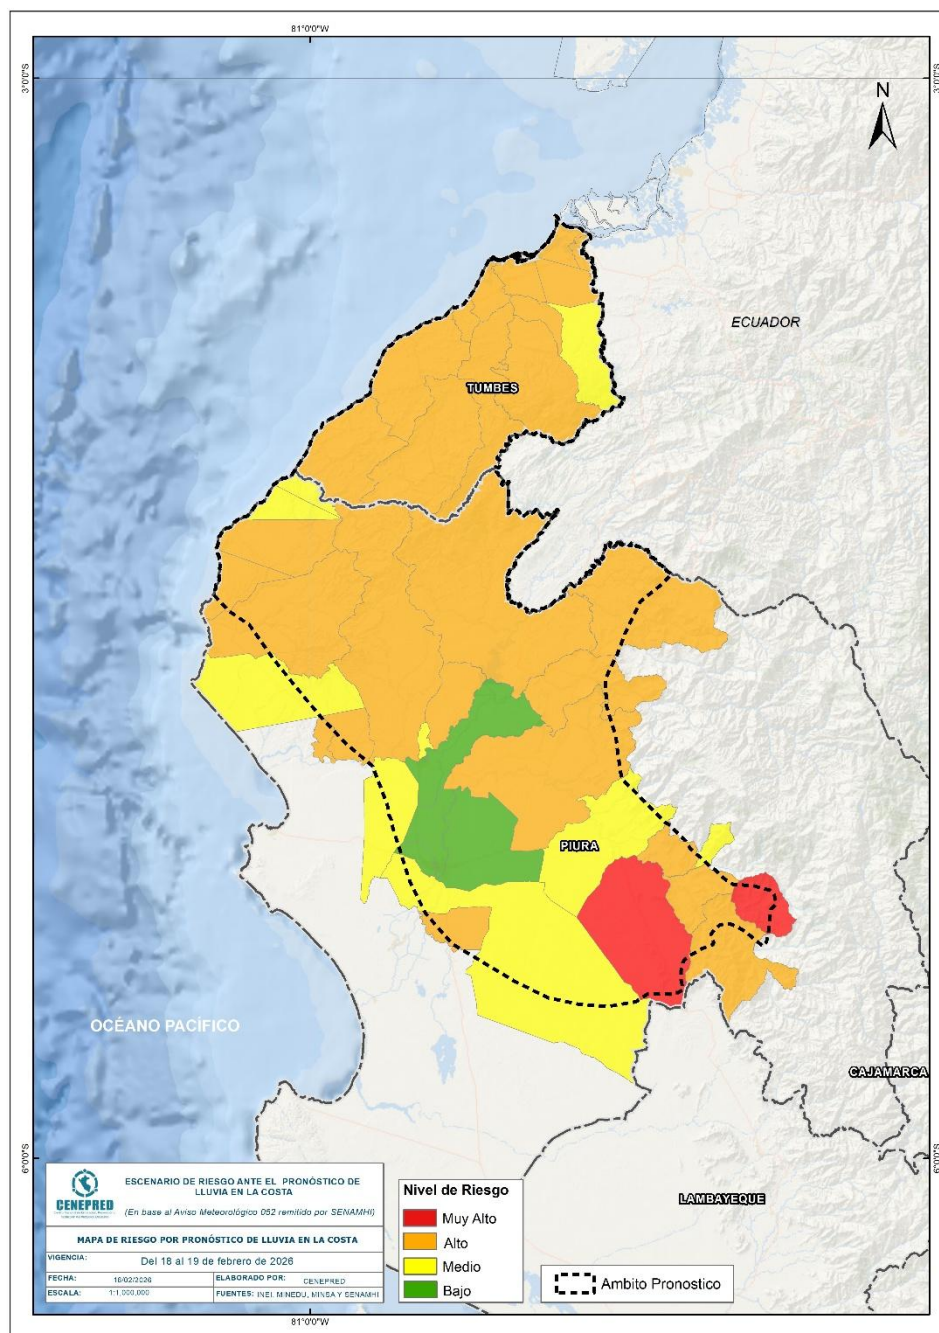 81°0'0"W
3°0'0"S
3°0'0"S
N
ECUADOR
TUMBES
PIURA
OCÉANO PACÍFICO
CAJAMARCA
6°0'0"S
6°0'0"S
LAMBAYEQUE
CENEPRED
ESCENARIO DE RIESGO ANTE EL PRONÓSTICO DE
LLUVIA EN LA COSTA
(En base al Aviso Meteorológico 052 remitido por SENAMHI)
MAPA DE RIESGO POR PRONÓSTICO DE LLUVIA EN LA COSTA
VIGENCIA: Del 18 al 19 de febrero de 2026
FECHA: 18/02/2026 ELABORADO POR: CENEPRED
ESCALA: 1:1,000,000 FUENTES: INEI, MINEDU, MINSA Y SENAMHI
Nivel de Riesgo
Muy Alto
Alto
Medio
Bajo
Ambito Pronostico
81°0'0"W